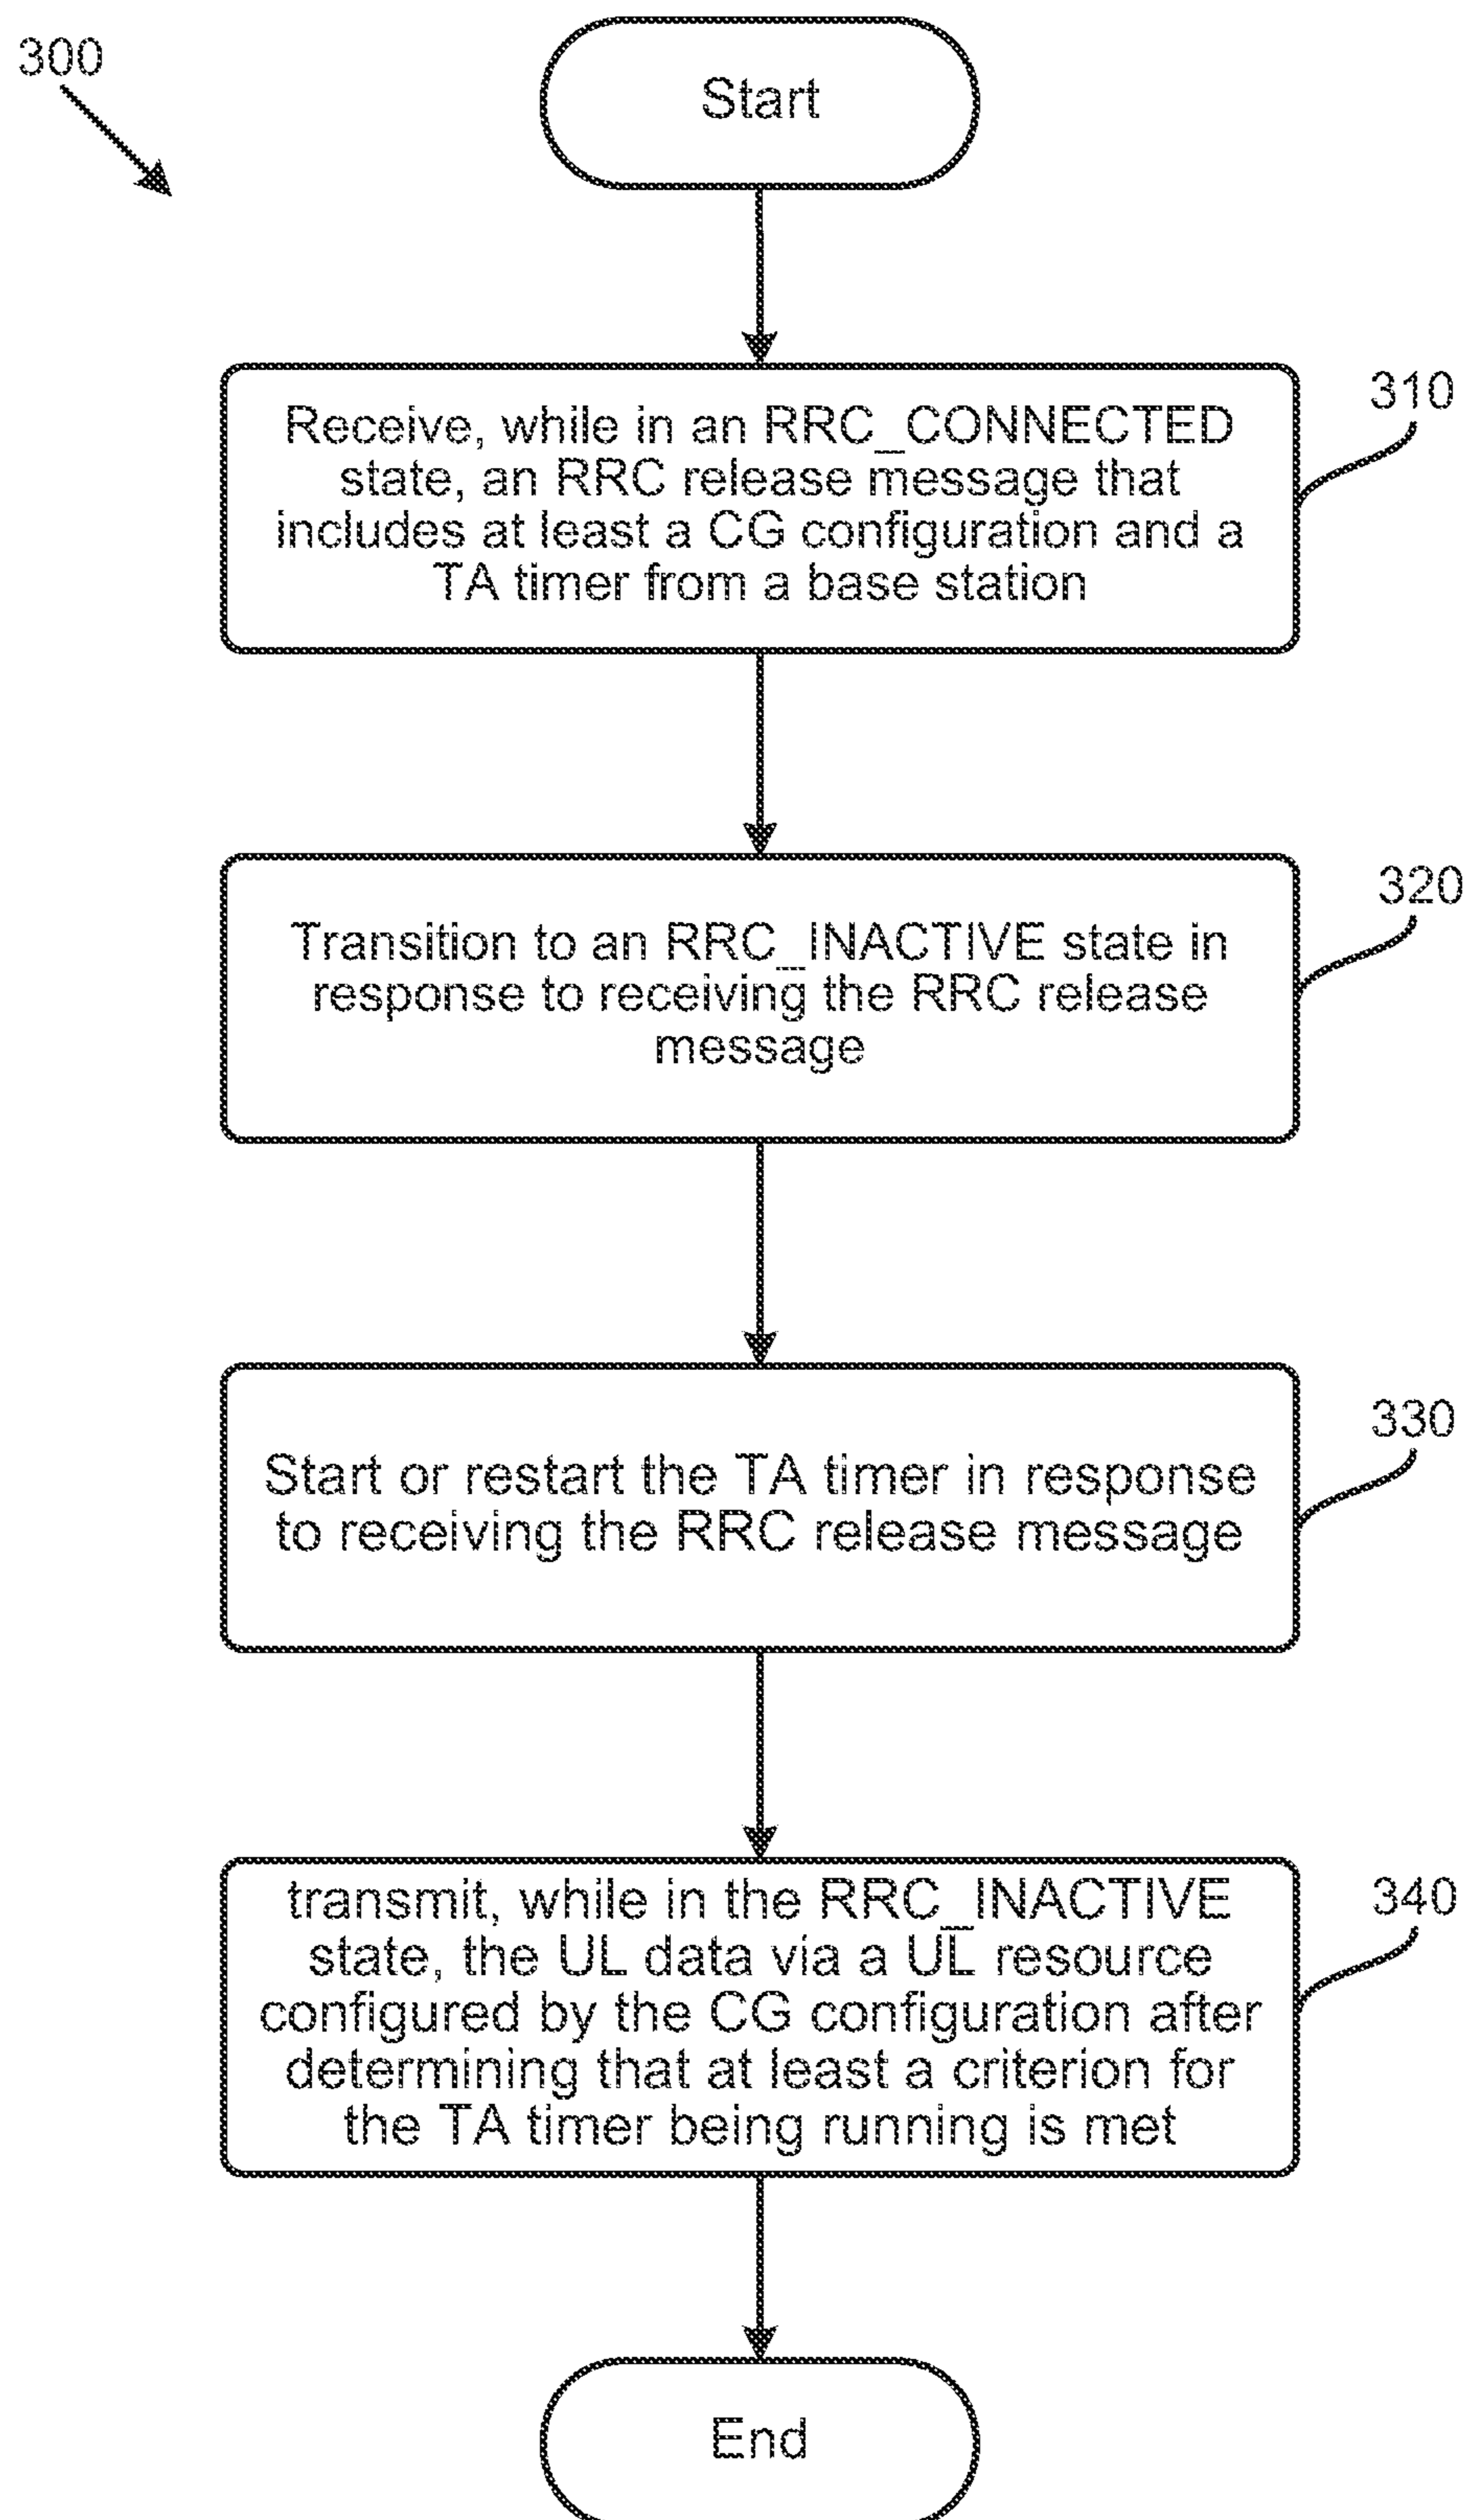 300
Start
310
Receive, while in an RRC_CONNECTED
state, an RRC release message that
includes at least a CG configuration and a
TA timer from a base station
320
Transition to an RRC_INACTIVE state in
response to receiving the RRC release
message
330
Start or restart the TA timer in response
to receiving the RRC release message
340
transmit, while in the RRC_INACTIVE
state, the UL data via a UL resource
configured by the CG configuration after
determining that at least a criterion for
the TA timer being running is met
End